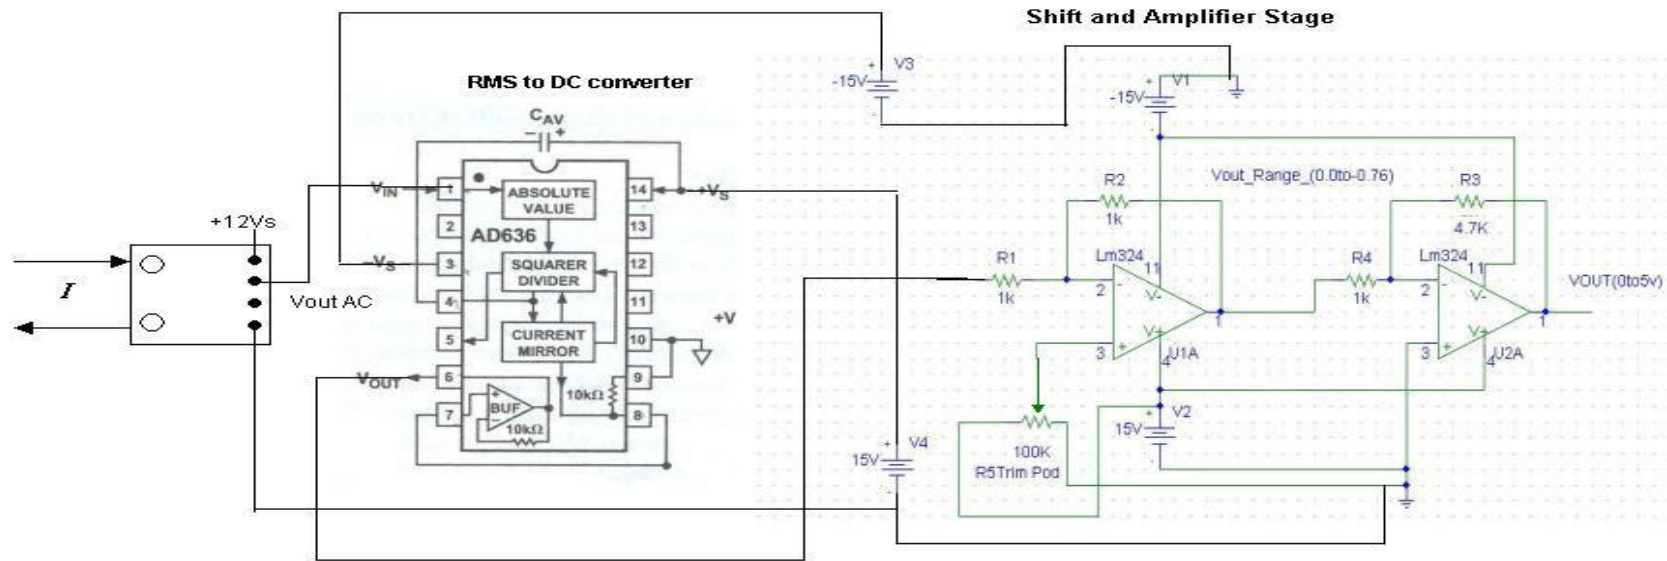 Shift and Amplifier Stage
RMS to DC converter
+ V3
-15V
+ V1
-15V
CAV
− +
VIN
1
ABSOLUTE
VALUE
14
+VS
2
13
AD636
-VS
3
SQUARER
DIVIDER
12
4
11
5
CURRENT
MIRROR
10
+V
VOUT
6
9
10kΩ
7
+
BUF
−
10kΩ
8
+12Vs
I
Vout AC
R2
1k
Vout_Range_(0.0to-0.76)
R3
4.7K
R1
1k
Lm324
11
2
-
V-
V+
+
3
4
1
U1A
R4
1k
Lm324
11
2
-
V-
V+
+
3
4
1
U2A
VOUT(0to5v)
100K
R5Trim Pod
+ V2
15V
+ V4
15V